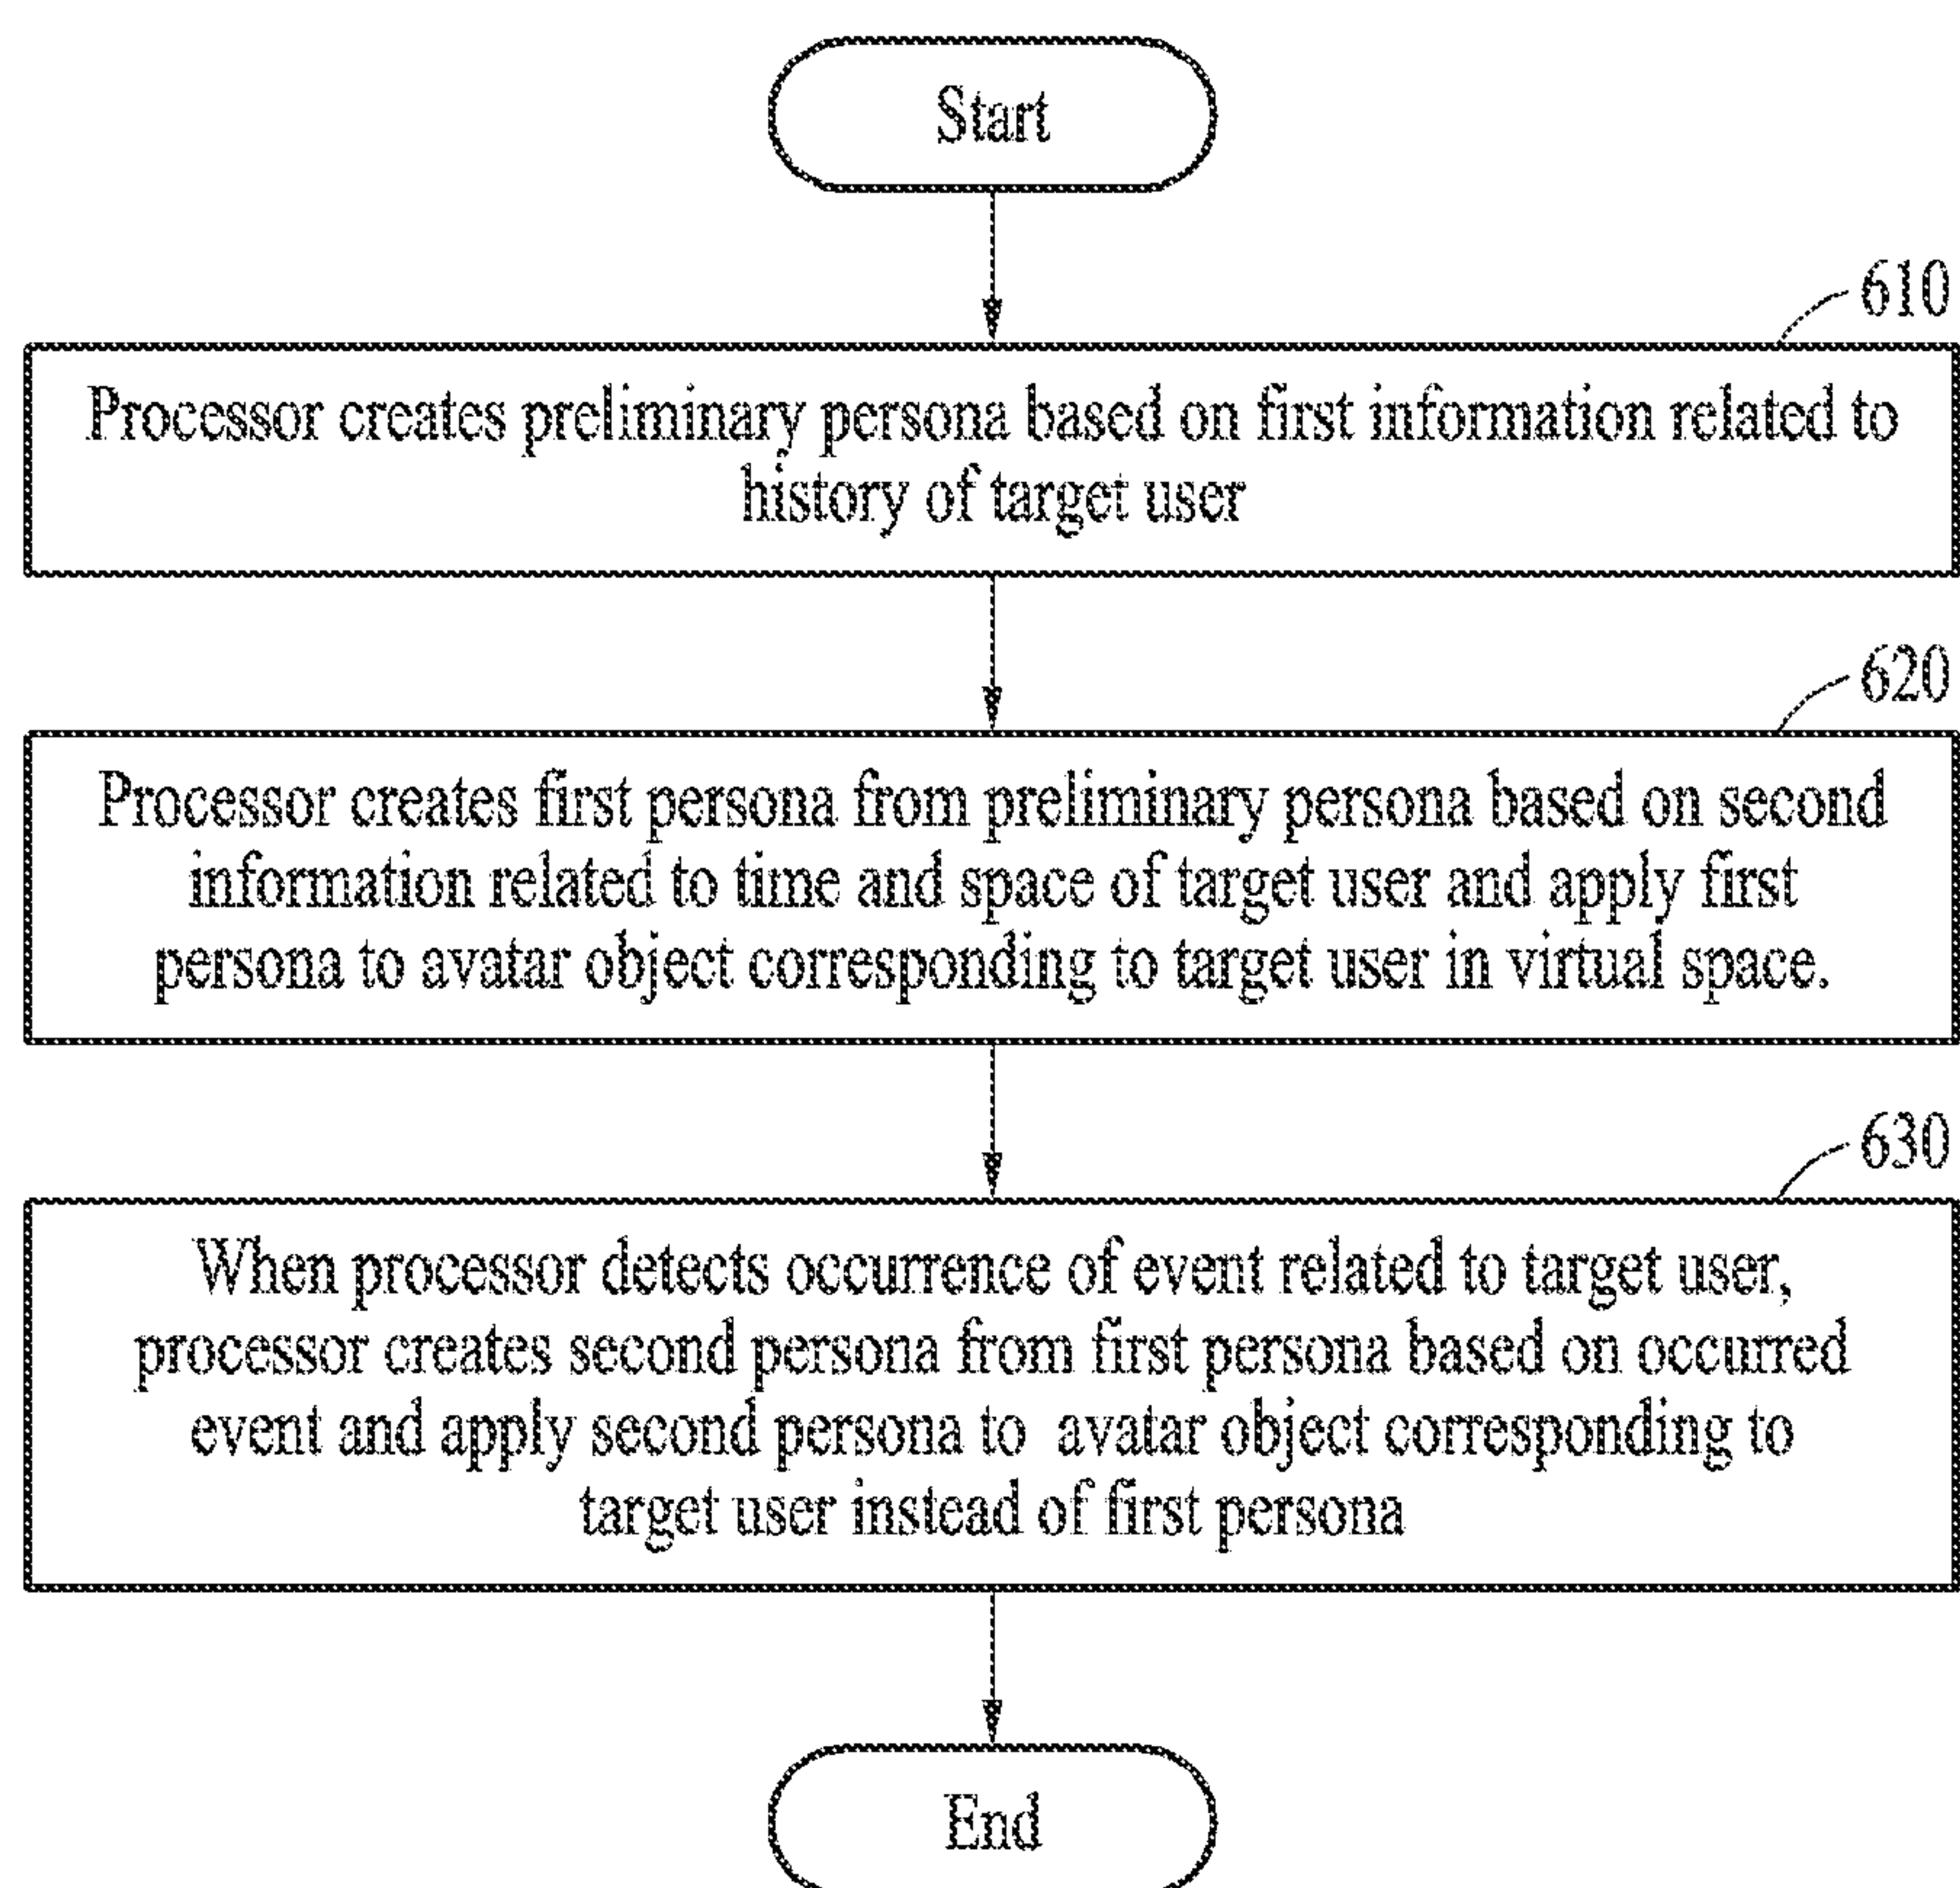 Start
610
Processor creates preliminary persona based on first information related to
history of target user
620
Processor creates first persona from preliminary persona based on second
information related to time and space of target user and apply first
persona to avatar object corresponding to target user in virtual space.
630
When processor detects occurrence of event related to target user,
processor creates second persona from first persona based on occurred
event and apply second persona to avatar object corresponding to
target user instead of first persona
End